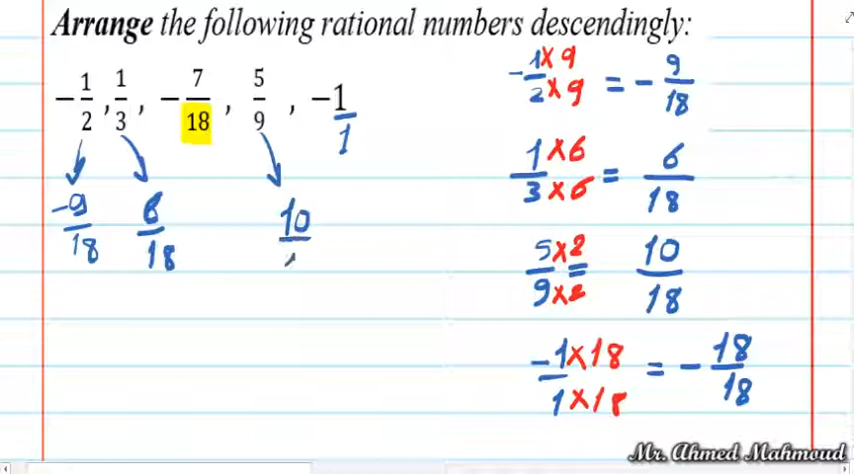 Arrange the following rational numbers descendingly:
-1/2, 1/3, -7/18, 5/9, -1/1
-9/18 6/18 10/
-1×9/2×9 = -9/18
1×6/3×6 = 6/18
5×2/9×2 = 10/18
-1×18/1×18 = -18/18
Mr. Ahmed Mahmoud